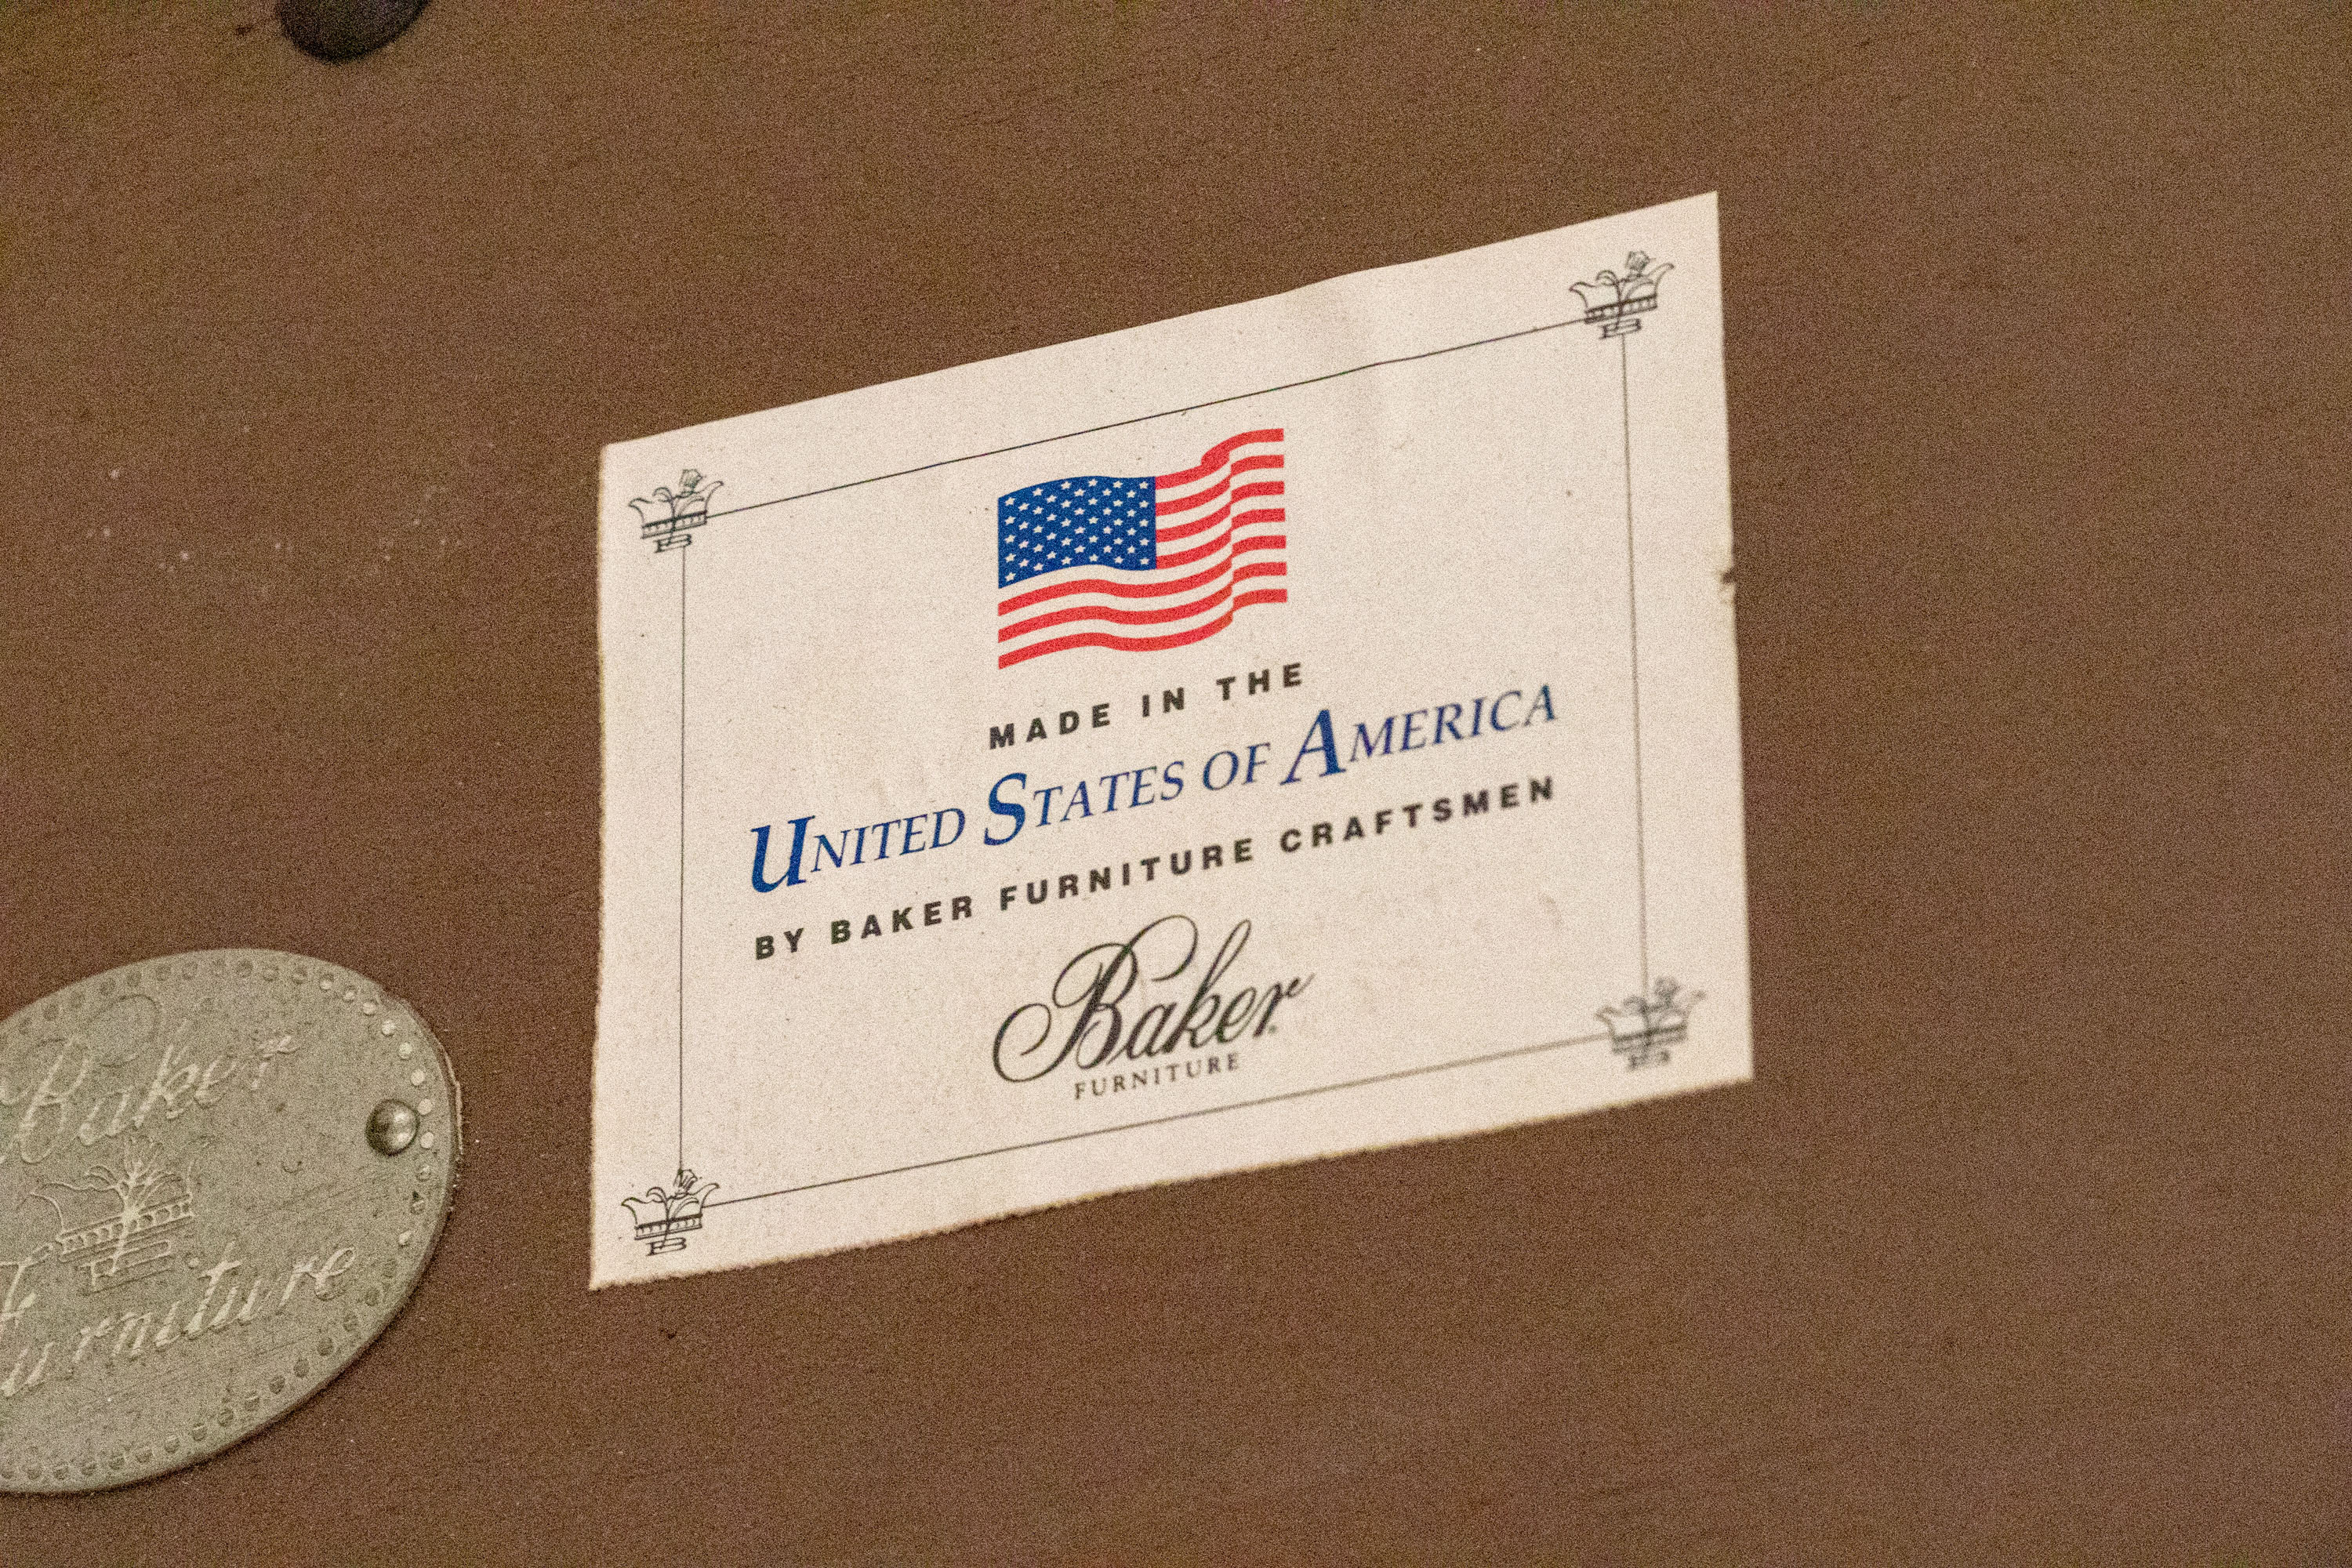 MADE IN THE
UNITED STATES OF AMERICA
BY BAKER FURNITURE CRAFTSMEN
Baker
FURNITURE
Baker
Furniture